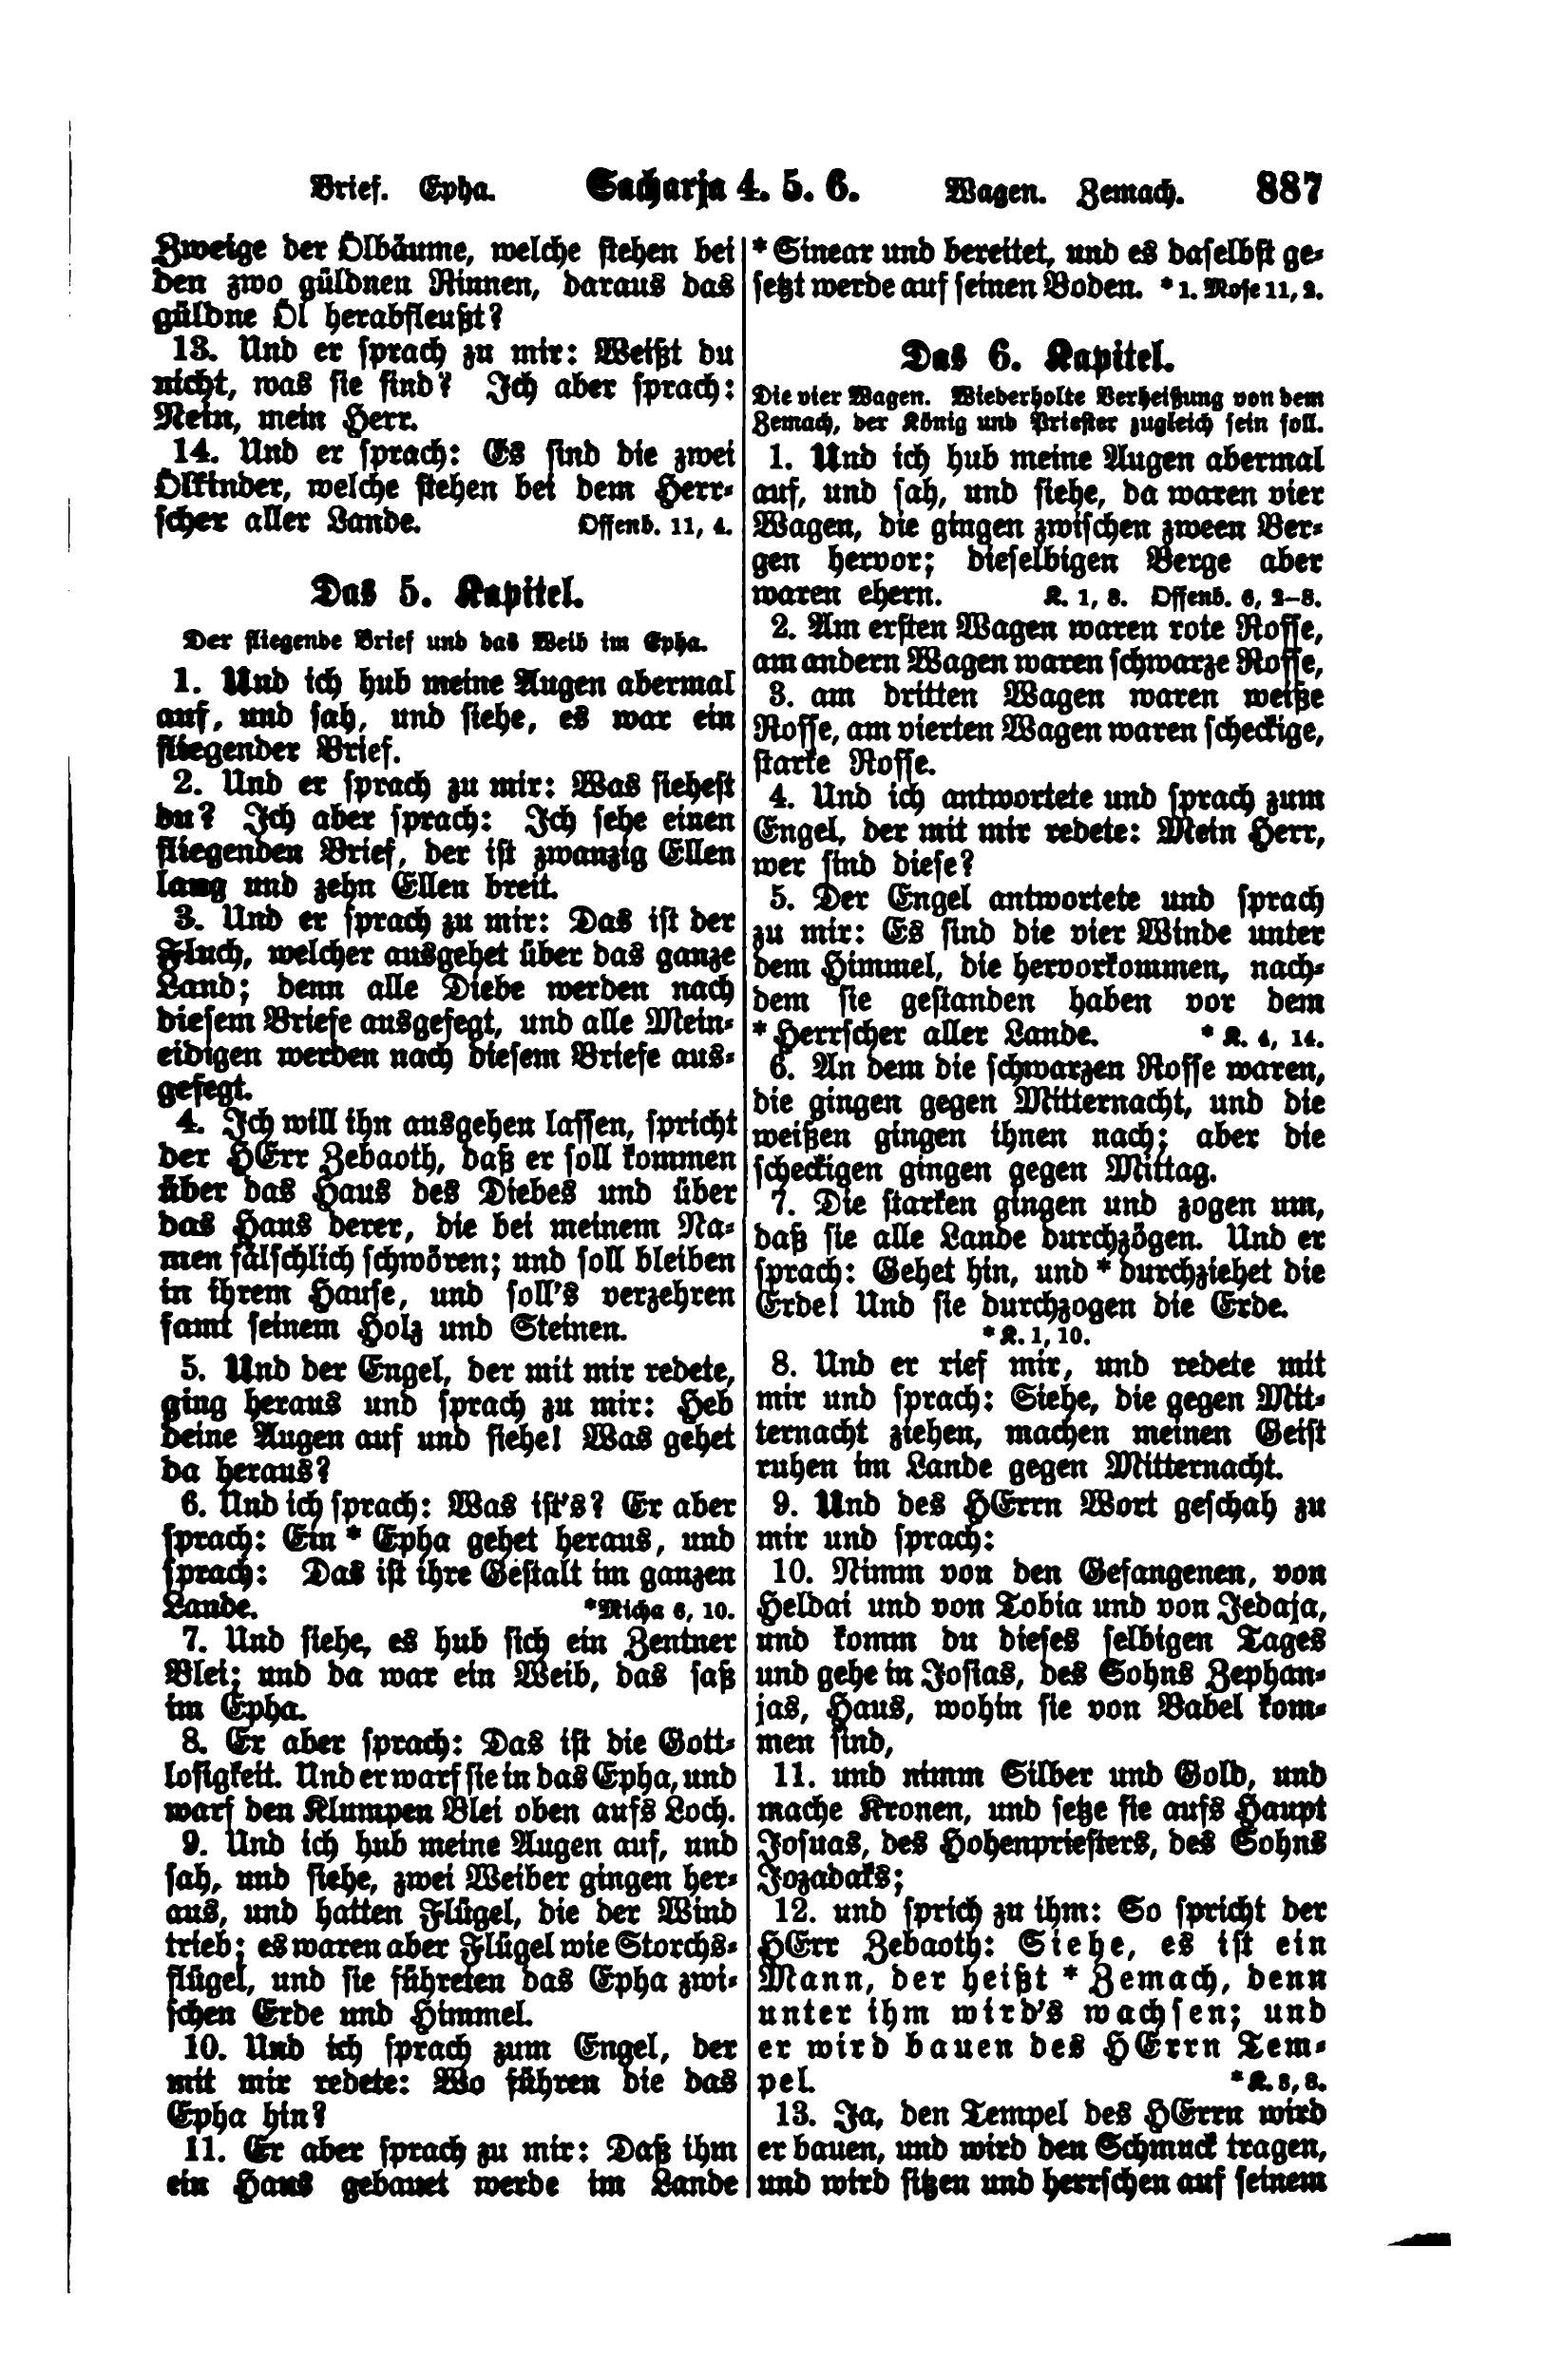 Brief. Epha. Sacharja 4. 5. 6. Wagen. Zemach. 887
Zweige der Ölbäume, welche stehen bei
den zwo güldnen Rinnen, daraus das
güldne Öl herabfleußt?
13. Und er sprach zu mir: Weißt du
nicht, was sie sind? Ich aber sprach:
Nein, mein Herr.
14. Und er sprach: Es sind die zwei
Ölkinder, welche stehen bei dem Herr-
scher aller Lande. Offenb. 11, 4.
Das 5. Kapitel.
Der fliegende Brief und das Weib im Epha.
1. Und ich hub meine Augen abermal
auf, und sah, und siehe, es war ein
fliegender Brief.
2. Und er sprach zu mir: Was siehest
du? Ich aber sprach: Ich sehe einen
fliegenden Brief, der ist zwanzig Ellen
lang und zehn Ellen breit.
3. Und er sprach zu mir: Das ist der
Fluch, welcher ausgehet über das ganze
Land; denn alle Diebe werden nach
diesem Briefe ausgefegt, und alle Mein-
eidigen werden nach diesem Briefe aus-
gefegt.
4. Ich will ihn ausgehen lassen, spricht
der HErr Zebaoth, daß er soll kommen
über das Haus des Diebes und über
das Haus derer, die bei meinem Na-
men fälschlich schwören; und soll bleiben
in ihrem Hause, und soll's verzehren
samt seinem Holz und Steinen.
5. Und der Engel, der mit mir redete,
ging heraus und sprach zu mir: Heb
deine Augen auf und siehe! Was gehet
da heraus?
6. Und ich sprach: Was ist's? Er aber
sprach: Ein * Epha gehet heraus, und
sprach: Das ist ihre Gestalt im ganzen
Lande. *Micha 6, 10.
7. Und siehe, es hub sich ein Zentner
Blei; und da war ein Weib, das saß
im Epha.
8. Er aber sprach: Das ist die Gott-
losigkeit. Und er warf sie in das Epha, und
warf den Klumpen Blei oben aufs Loch.
9. Und ich hub meine Augen auf, und
sah, und siehe, zwei Weiber gingen her-
aus, und hatten Flügel, die der Wind
trieb; es waren aber Flügel wie Storchs-
flügel, und sie führeten das Epha zwi-
schen Erde und Himmel.
10. Und ich sprach zum Engel, der
mit mir redete: Wo führen die das
Epha hin?
11. Er aber sprach zu mir: Daß ihm
ein Haus gebauet werde im Lande
* Sinear und bereitet, und es daselbst ge-
setzt werde auf seinen Boden. * 1. Mose 11, 2.
Das 6. Kapitel.
Die vier Wagen. Wiederholte Verheißung von dem
Zemach, der König und Priester zugleich sein soll.
1. Und ich hub meine Augen abermal
auf, und sah, und siehe, da waren vier
Wagen, die gingen zwischen zween Ber-
gen hervor; dieselbigen Berge aber
waren ehern. K. 1, 8. Offenb. 6, 2–8.
2. Am ersten Wagen waren rote Rosse,
am andern Wagen waren schwarze Rosse,
3. am dritten Wagen waren weiße
Rosse, am vierten Wagen waren scheckige,
starke Rosse.
4. Und ich antwortete und sprach zum
Engel, der mit mir redete: Mein Herr,
wer sind diese?
5. Der Engel antwortete und sprach
zu mir: Es sind die vier Winde unter
dem Himmel, die hervorkommen, nach-
dem sie gestanden haben vor dem
* Herrscher aller Lande. * K. 4, 14.
6. An dem die schwarzen Rosse waren,
die gingen gegen Mitternacht, und die
weißen gingen ihnen nach; aber die
scheckigen gingen gegen Mittag.
7. Die starken gingen und zogen um,
daß sie alle Lande durchzögen. Und er
sprach: Gehet hin, und * durchziehet die
Erde! Und sie durchzogen die Erde.
* K. 1, 10.
8. Und er rief mir, und redete mit
mir und sprach: Siehe, die gegen Mit-
ternacht ziehen, machen meinen Geist
ruhen im Lande gegen Mitternacht.
9. Und des HErrn Wort geschah zu
mir und sprach:
10. Nimm von den Gefangenen, von
Heldai und von Tobia und von Jedaja,
und komm du dieses selbigen Tages
und gehe in Josias, des Sohns Zephan-
jas, Haus, wohin sie von Babel kom-
men sind,
11. und nimm Silber und Gold, und
mache Kronen, und setze sie aufs Haupt
Josuas, des Hohenpriesters, des Sohns
Jozadaks;
12. und sprich zu ihm: So spricht der
HErr Zebaoth: Siehe, es ist ein
Mann, der heißt * Zemach, denn
unter ihm wird's wachsen; und
er wird bauen des HErrn Tem-
pel. * K. 3, 8.
13. Ja, den Tempel des HErrn wird
er bauen, und wird den Schmuck tragen,
und wird sitzen und herrschen auf seinem